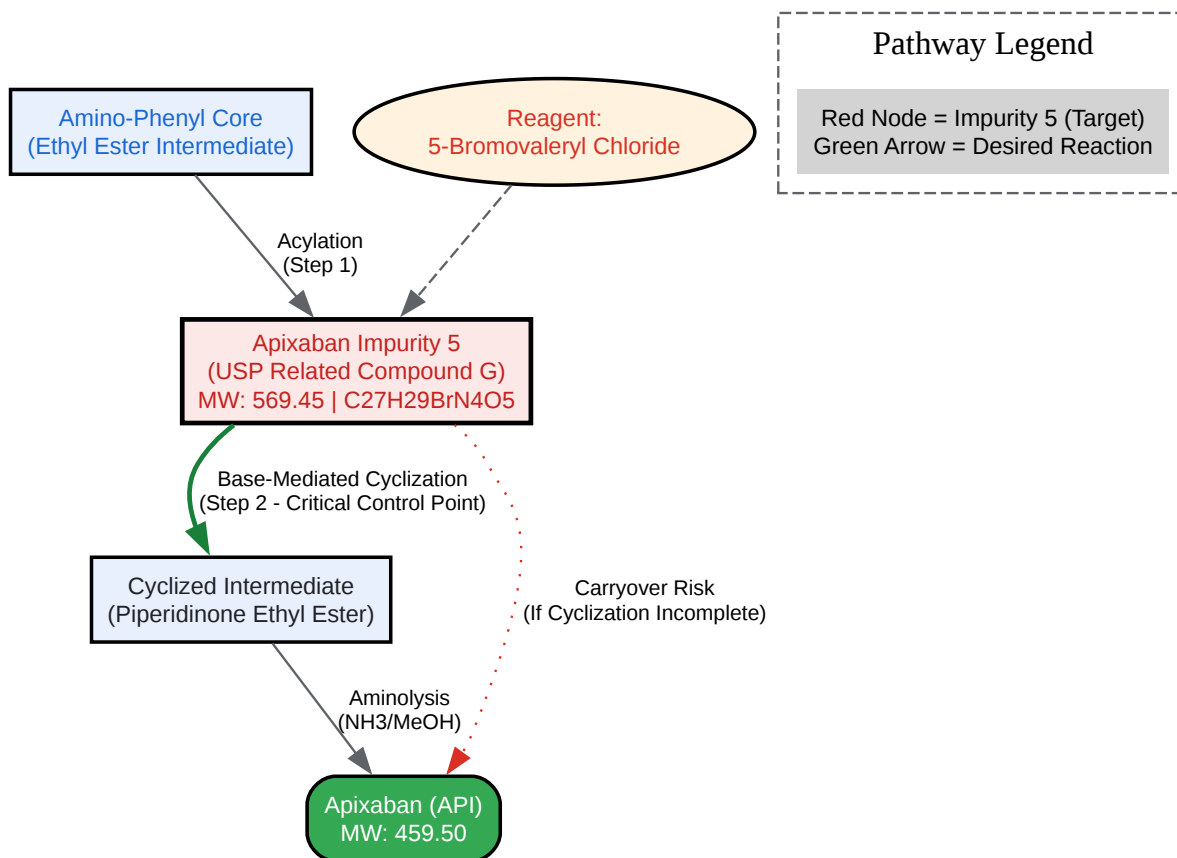 Pathway Legend
Red Node = Impurity 5 (Target)
Green Arrow = Desired Reaction
Amino-Phenyl Core
(Ethyl Ester Intermediate)
Reagent:
5-Bromovaleryl Chloride
Acylation
(Step 1)
Apixaban Impurity 5
(USP Related Compound G)
MW: 569.45 | C27H29BrN4O5
Base-Mediated Cyclization
(Step 2 - Critical Control Point)
Cyclized Intermediate
(Piperidinone Ethyl Ester)
Carryover Risk
(If Cyclization Incomplete)
Aminolysis
(NH3/MeOH)
Apixaban (API)
MW: 459.50